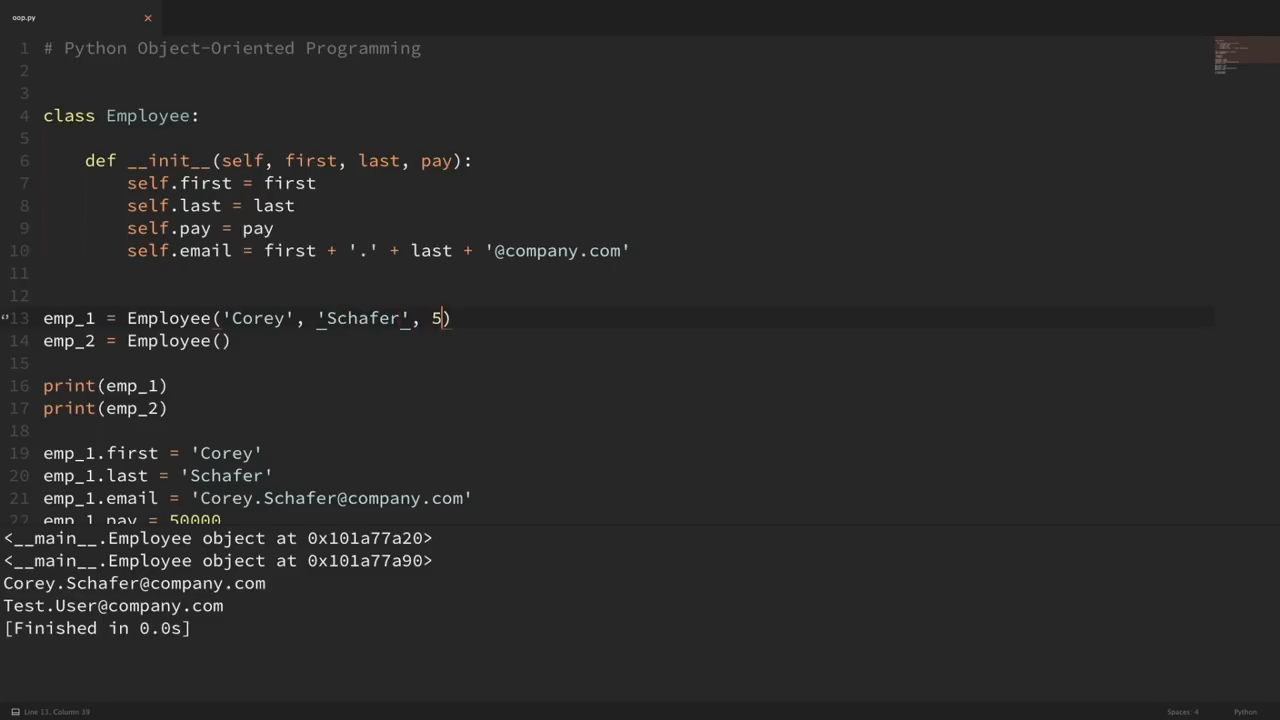 oop.py
1 # Python Object-Oriented Programming
2
3
4 class Employee:
5
6     def __init__(self, first, last, pay):
7         self.first = first
8         self.last = last
9         self.pay = pay
10         self.email = first + '.' + last + '@company.com'
11
12
13 emp_1 = Employee('Corey', 'Schafer', 5)
14 emp_2 = Employee()
15
16 print(emp_1)
17 print(emp_2)
18
19 emp_1.first = 'Corey'
20 emp_1.last = 'Schafer'
21 emp_1.email = 'Corey.Schafer@company.com'
22 emp_1.pay = 50000
<__main__.Employee object at 0x101a77a20>
<__main__.Employee object at 0x101a77a90>
Corey.Schafer@company.com
Test.User@company.com
[Finished in 0.0s]
Line 13, Column 39 Spaces: 4 Python